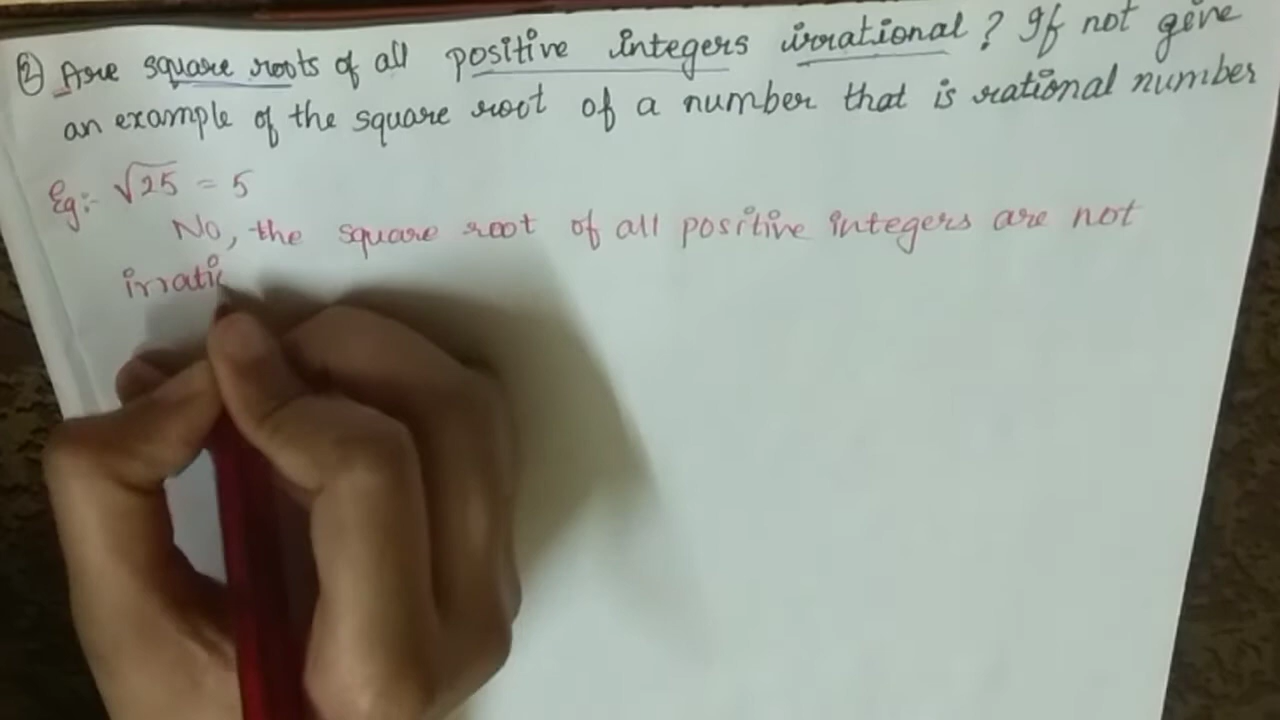 ② Are square roots of all positive integers irrational ? If not give
an example of the square root of a number that is rational number
Eg:- √25 = 5
No, the square root of all positive integers are not
irrati